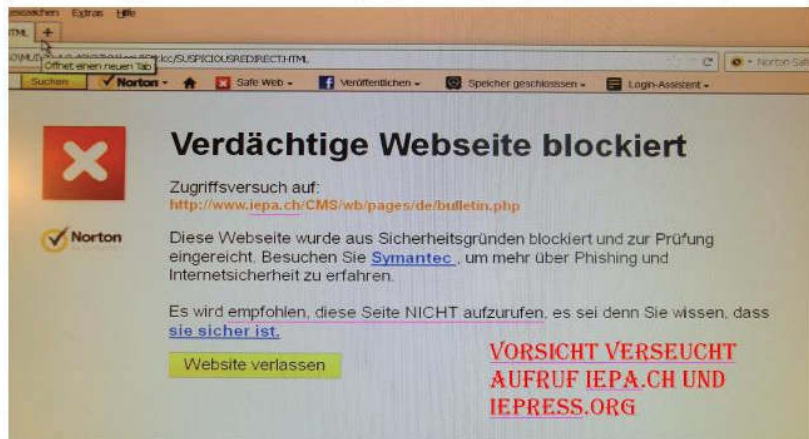 Extras Hilfe
HTML +
/SUSPICIOUSREDIRECT.HTML
Öffnet einen neuen Tab
Suchen Norton Safe Web Veröffentlichen Speicher geschlosssen Login-Assistent
Verdächtige Webseite blockiert
Zugriffsversuch auf:
http://www.iepa.ch/CMS/wb/pages/de/bulletin.php
Norton
Diese Webseite wurde aus Sicherheitsgründen blockiert und zur Prüfung
eingereicht. Besuchen Sie Symantec , um mehr über Phishing und
Internetsicherheit zu erfahren.
Es wird empfohlen, diese Seite NICHT aufzurufen, es sei denn Sie wissen, dass
sie sicher ist.
Website verlassen
VORSICHT VERSEUCHT
AUFRUF IEPA.CH UND
IEPRESS.ORG